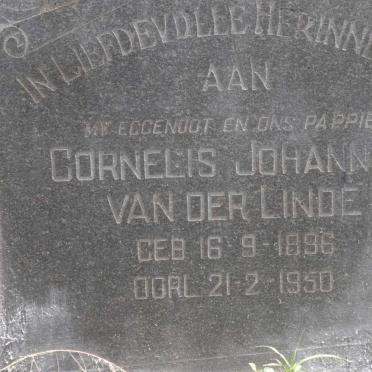 IN LIEFDEVOLLE HERINNE
AAN
MY EGGENOOT EN ONS PAPPIE
CORNELIS JOHANN
VAN DER LINDE
GEB 16-9-1896
OORL. 21-2-1950